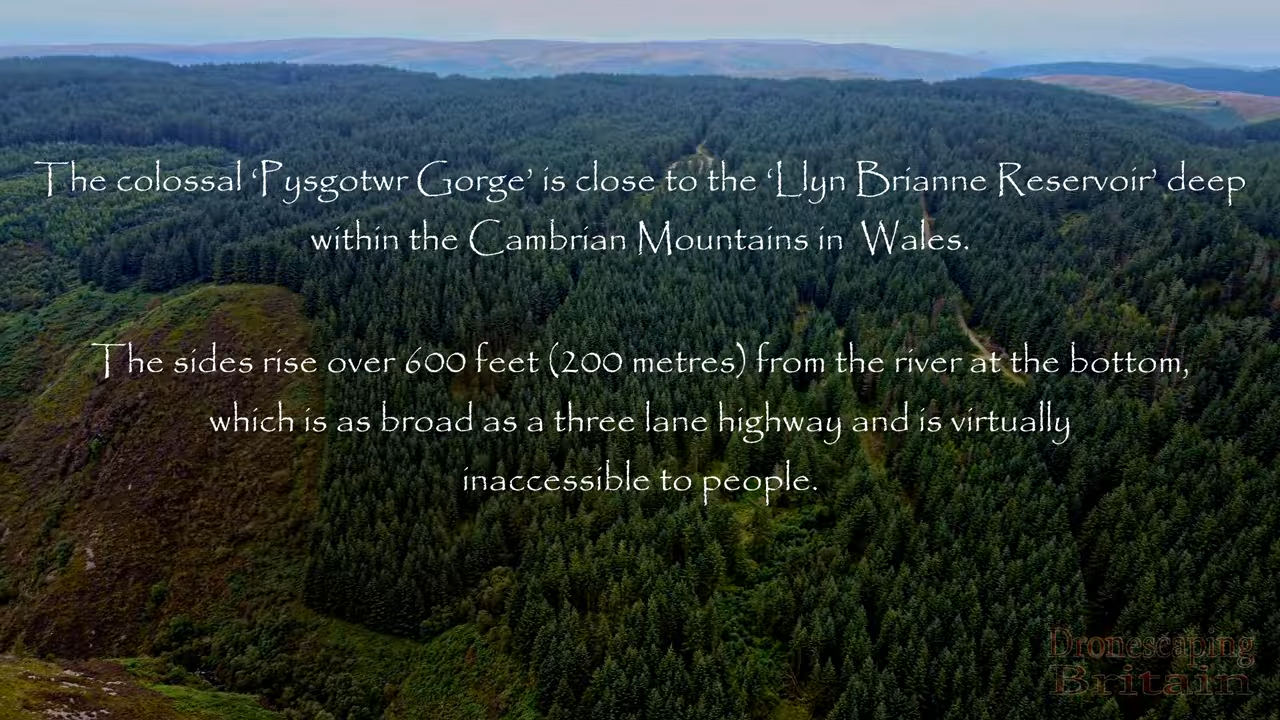 The colossal ‘Pysgotwr Gorge’ is close to the ‘Llyn Brianne Reservoir’ deep
within the Cambrian Mountains in  Wales.
The sides rise over 600 feet (200 metres) from the river at the bottom,
which is as broad as a three lane highway and is virtually
inaccessible to people.
Dronescaping
Britain